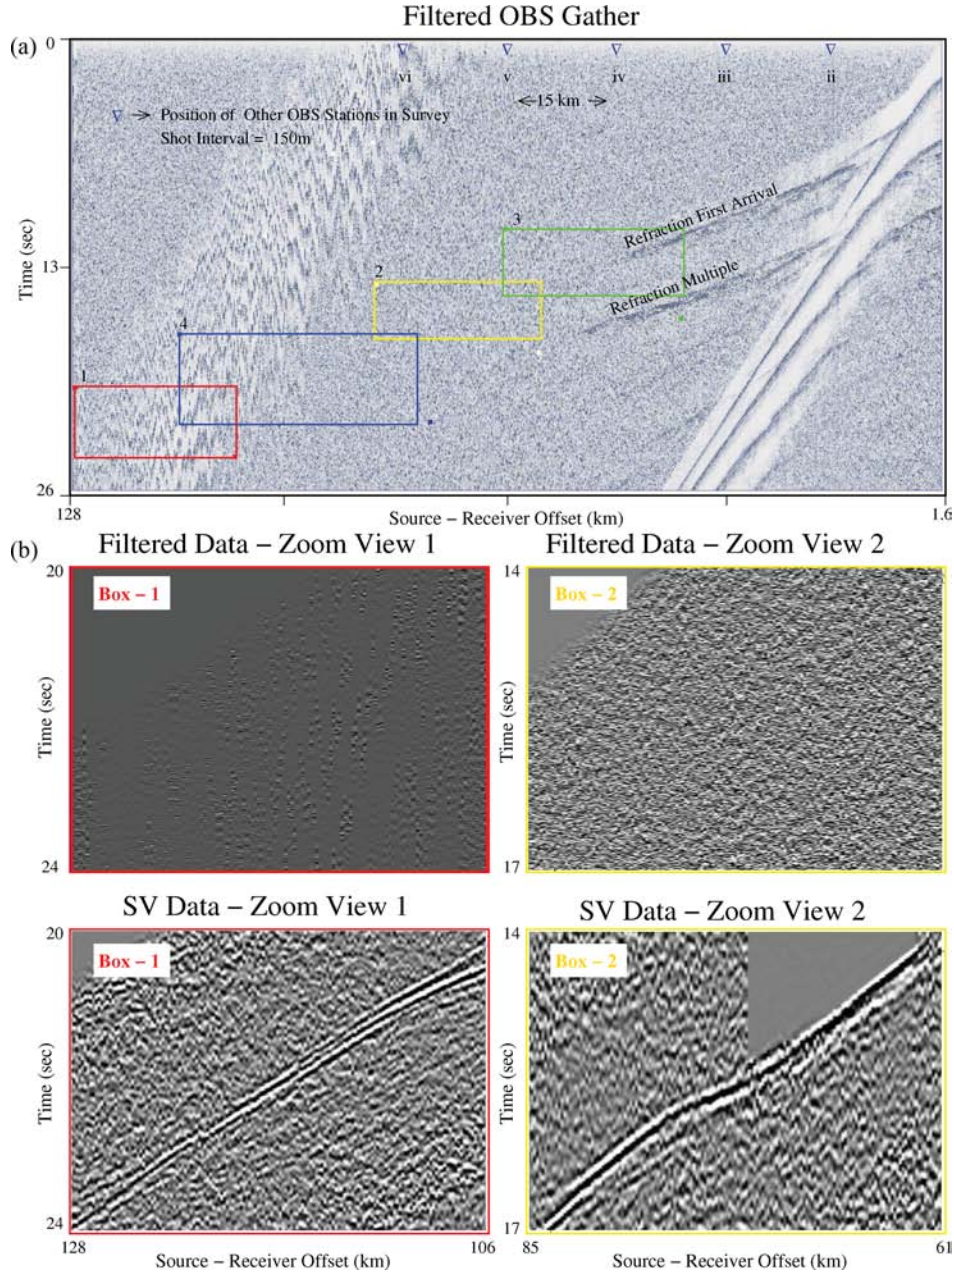 Filtered OBS Gather
(a)
0
vi
v
iv
iii
ii
←15 km→
▽ → Position of Other OBS Stations in Survey
Shot Interval = 150m
Refraction First Arrival
3
Time (sec)
13
2
Refraction Multiple
4
1
26
128
Source – Receiver Offset (km)
1.6
(b)
Filtered Data – Zoom View 1
Filtered Data – Zoom View 2
20
Box – 1
Time (sec)
24
14
Box – 2
Time (sec)
17
SV Data – Zoom View 1
SV Data – Zoom View 2
20
Box – 1
Time (sec)
24
128
106
Source – Receiver Offset (km)
14
Box – 2
Time (sec)
17
85
61
Source – Receiver Offset (km)